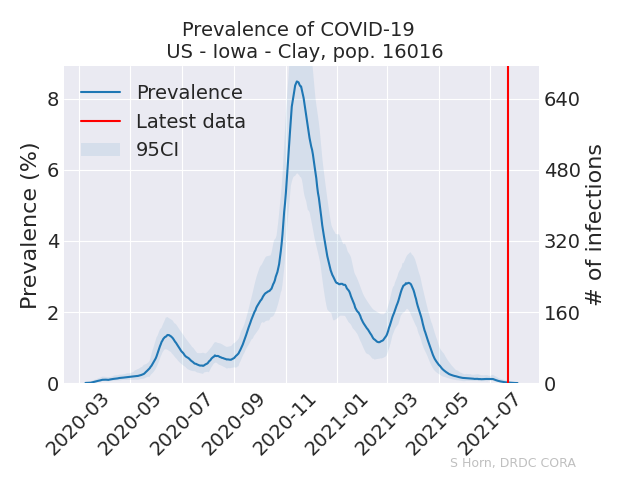 Prevalence of COVID-19
US - Iowa - Clay, pop. 16016
Prevalence
Latest data
95CI
Prevalence (%)
8
6
4
2
0
# of infections
640
480
320
160
0
2020-03
2020-05
2020-07
2020-09
2020-11
2021-01
2021-03
2021-05
2021-07
S Horn, DRDC CORA